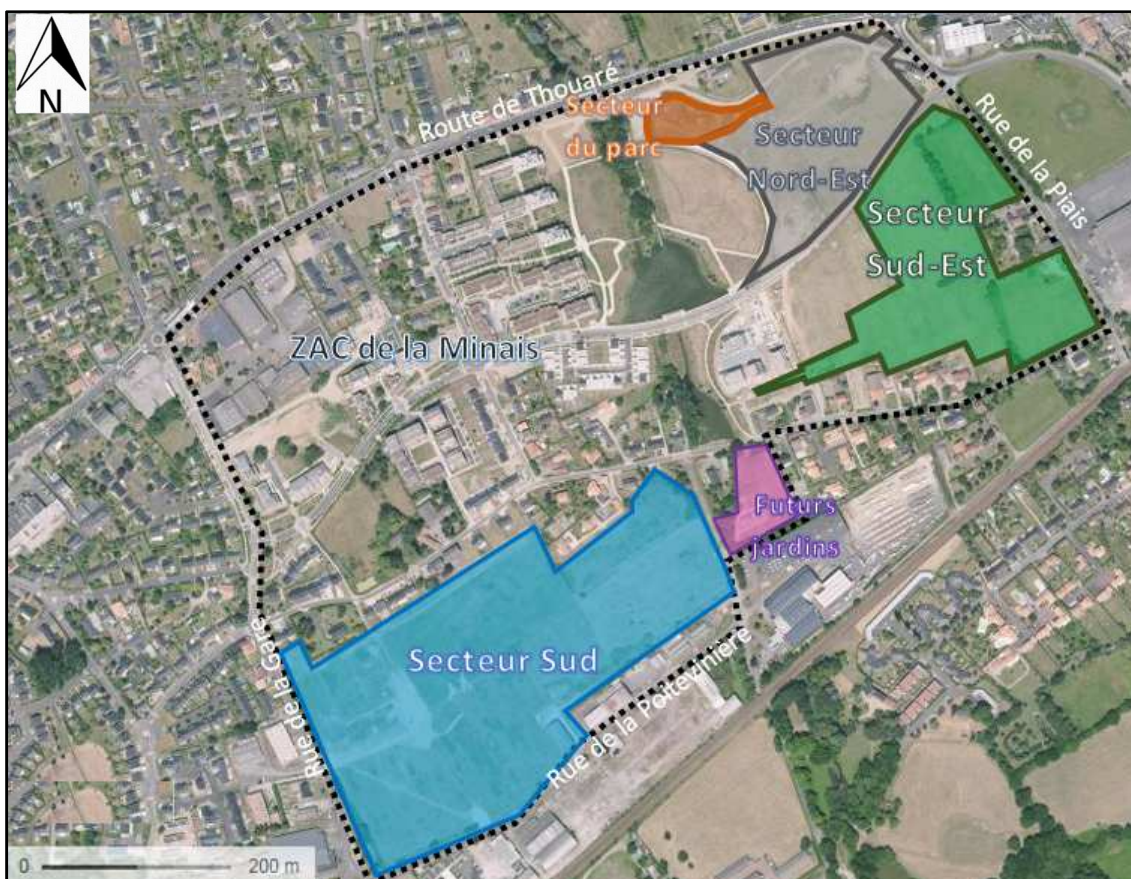 N
Route de Thouaré
Secteur
du parc
Secteur
Nord-Est
Rue de la Piais
Secteur
Sud-Est
ZAC de la Minais
Futurs
jardins
Secteur Sud
Rue de la Gare
Rue de la Poitevinière
0 200 m